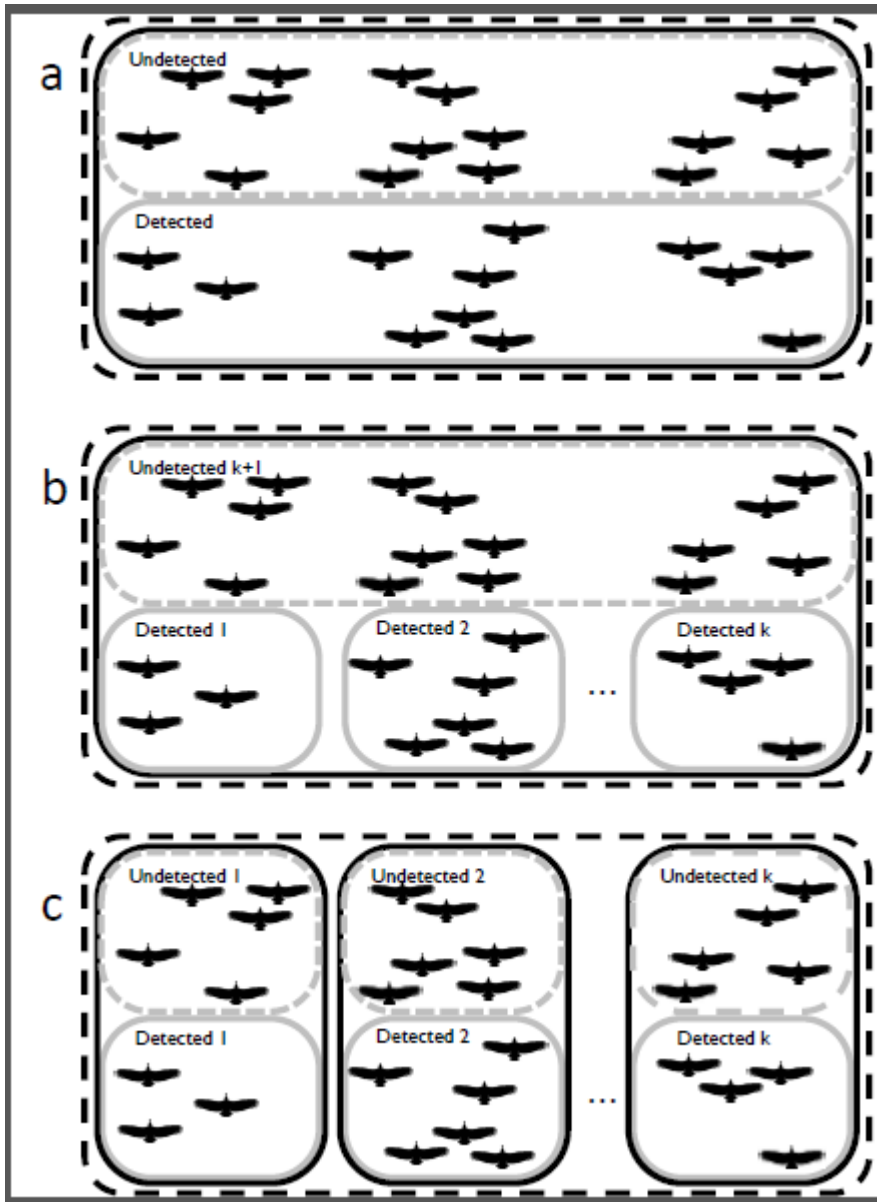 a
Undetected
Detected
b
Undetected k+1
Detected 1
Detected 2
...
Detected k
c
Undetected 1
Undetected 2
Undetected k
Detected 1
Detected 2
...
Detected k